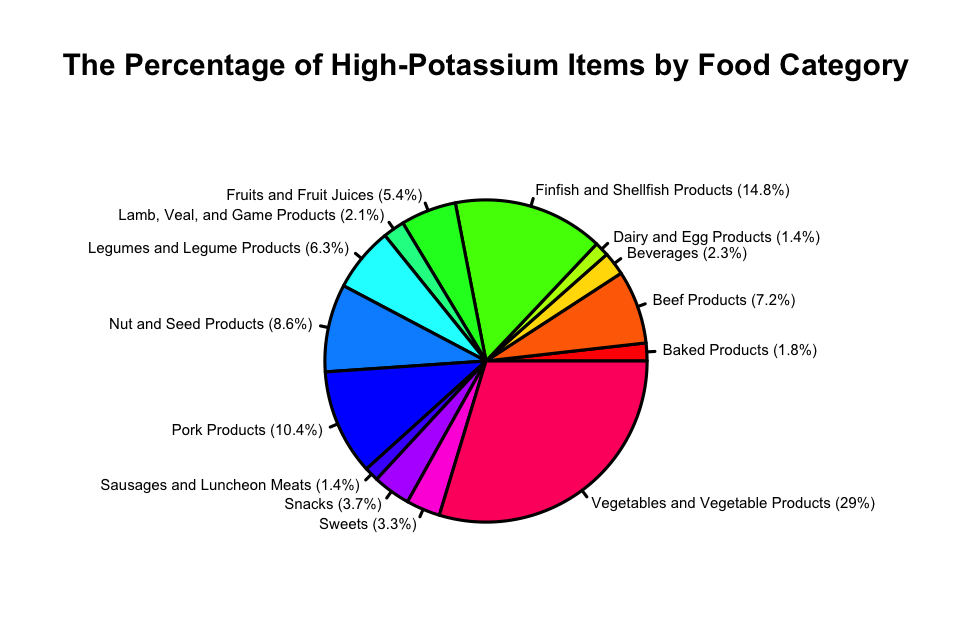 The Percentage of High-Potassium Items by Food Category
Finfish and Shellfish Products (14.8%)
Fruits and Fruit Juices (5.4%)
Lamb, Veal, and Game Products (2.1%)
Dairy and Egg Products (1.4%)
Legumes and Legume Products (6.3%)
Beverages (2.3%)
Beef Products (7.2%)
Nut and Seed Products (8.6%)
Baked Products (1.8%)
Pork Products (10.4%)
Sausages and Luncheon Meats (1.4%)
Snacks (3.7%)
Vegetables and Vegetable Products (29%)
Sweets (3.3%)